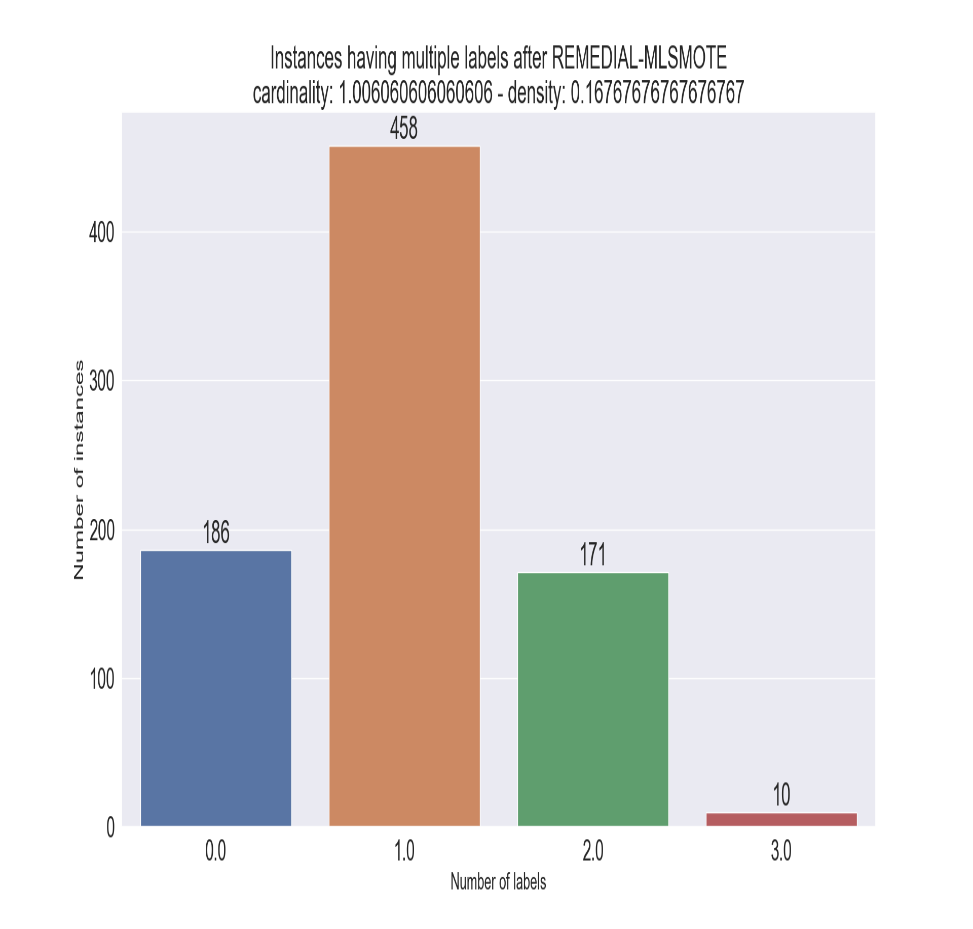 Instances having multiple labels after REMEDIAL-MLSMOTE
cardinality: 1.006060606060606 - density: 0.16767676767676767
458
400
300
Number of instances
200
186
171
100
10
0
0.0 1.0 2.0 3.0
Number of labels